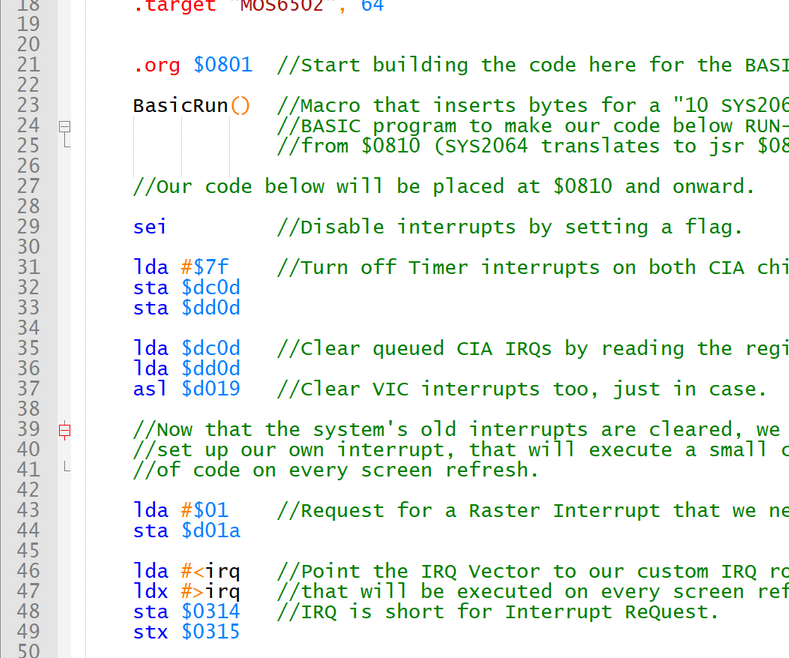 18 .target "MOS6502", 64
19
20
21 .org $0801 //Start building the code here for the
22
23 BasicRun() //Macro that inserts bytes for a "10
24 //BASIC program to make our code below
25 //from $0810 (SYS2064 translates to jsr
26
27 //Our code below will be placed at $0810 and onward.
28
29 sei //Disable interrupts by setting a flag.
30
31 lda #$7f //Turn off Timer interrupts on both CIA
32 sta $dc0d
33 sta $dd0d
34
35 lda $dc0d //Clear queued CIA IRQs by reading the
36 lda $dd0d
37 asl $d019 //Clear VIC interrupts too, just in case.
38
39 //Now that the system's old interrupts are cleared, we
40 //set up our own interrupt, that will execute a small
41 //of code on every screen refresh.
42
43 lda #$01 //Request for a Raster Interrupt that we
44 sta $d01a
45
46 lda #<irq //Point the IRQ Vector to our custom IRQ
47 ldx #>irq //that will be executed on every screen
48 sta $0314 //IRQ is short for Interrupt ReQuest.
49 stx $0315
50